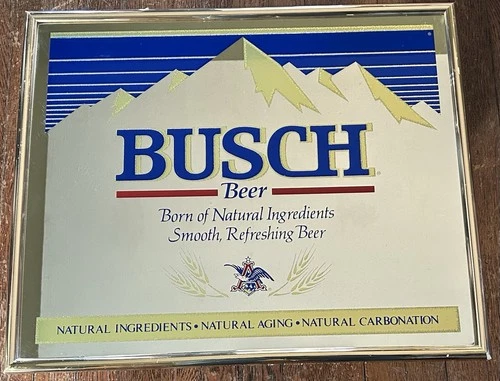 BUSCH
Beer
Born of Natural Ingredients
Smooth, Refreshing Beer
NATURAL INGREDIENTS • NATURAL AGING • NATURAL CARBONATION